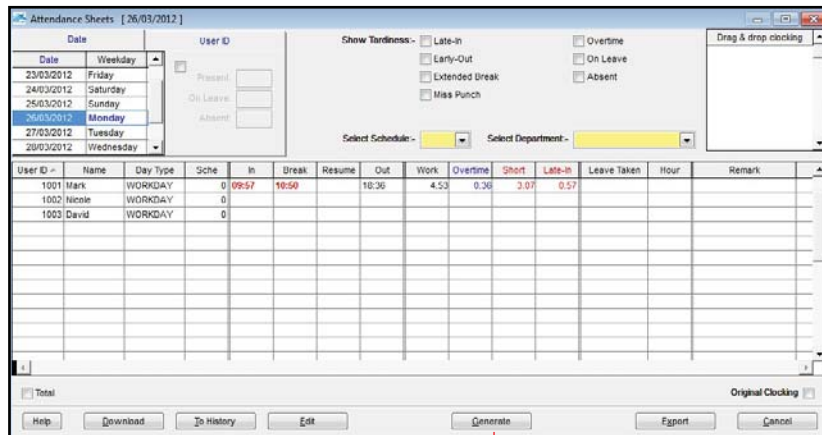 Attendance Sheets [ 26/03/2012 ]
Date User ID
Date Weekday
23/03/2012 Friday
24/03/2012 Saturday
25/03/2012 Sunday
26/03/2012 Monday
27/03/2012 Tuesday
28/03/2012 Wednesday
Present:
On Leave:
Absent:
Show Tardiness:- Late-In Overtime
Early-Out On Leave
Extended Break Absent
Miss Punch
Select Schedule:- Select Department:-
Drag & drop clocking
User ID Name Day Type Sche In Break Resume Out Work Overtime Short Late-In Leave Taken Hour Remark
1001 Mark WORKDAY 0 09:57 10:50 18:36 4.53 0.36 3.07 0.57
1002 Nicole WORKDAY 0
1003 David WORKDAY 0
Total Original Clocking
Help Download To History Edit Generate Export Cancel